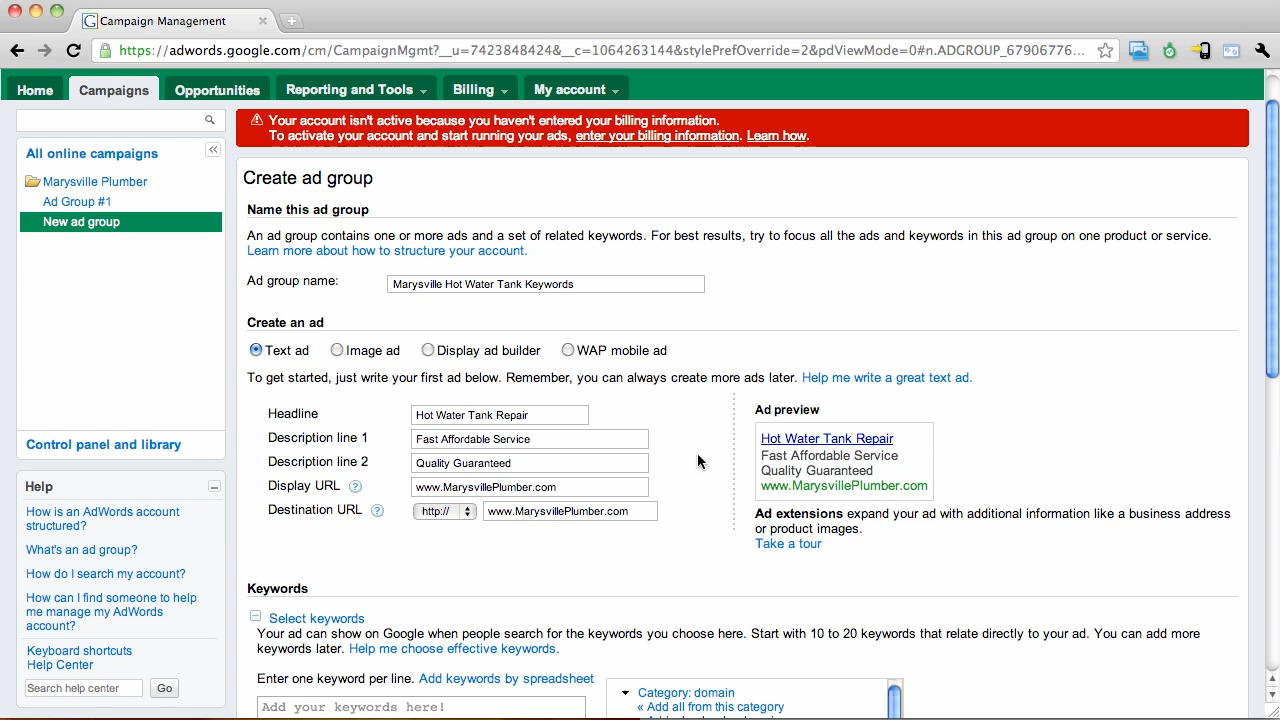 Campaign Management
https://adwords.google.com/cm/CampaignMgmt?__u=7423848424&__c=1064263144&stylePrefOverride=2&pdViewMode=0#n.ADGROUP_67906776...
Home
Campaigns
Opportunities
Reporting and Tools
Billing
My account
Your account isn't active because you haven't entered your billing information.
To activate your account and start running your ads, enter your billing information. Learn how.
All online campaigns
Marysville Plumber
Ad Group #1
New ad group
Control panel and library
Help
How is an AdWords account
structured?
What's an ad group?
How do I search my account?
How can I find someone to help
me manage my AdWords
account?
Keyboard shortcuts
Help Center
Search help center
Go
Create ad group
Name this ad group
An ad group contains one or more ads and a set of related keywords. For best results, try to focus all the ads and keywords in this ad group on one product or service.
Learn more about how to structure your account.
Ad group name:
Marysville Hot Water Tank Keywords
Create an ad
Text ad
Image ad
Display ad builder
WAP mobile ad
To get started, just write your first ad below. Remember, you can always create more ads later. Help me write a great text ad.
Headline
Hot Water Tank Repair
Description line 1
Fast Affordable Service
Description line 2
Quality Guaranteed
Display URL ?
www.MarysvillePlumber.com
Destination URL ?
http://
www.MarysvillePlumber.com
Ad preview
Hot Water Tank Repair
Fast Affordable Service
Quality Guaranteed
www.MarysvillePlumber.com
Ad extensions expand your ad with additional information like a business address
or product images.
Take a tour
Keywords
Select keywords
Your ad can show on Google when people search for the keywords you choose here. Start with 10 to 20 keywords that relate directly to your ad. You can add more
keywords later. Help me choose effective keywords.
Enter one keyword per line. Add keywords by spreadsheet
Add your keywords here!
Category: domain
« Add all from this category